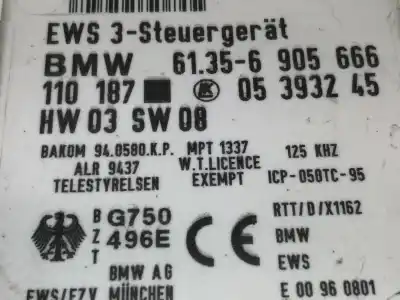 EWS 3-Steuergerät
BMW 61.35-6 905 666
110 187 05 3932 45
HW 03 SW 08
BAKOM 94.0580.K.P. MPT 1337 125 KHZ
ALR 9437 W.T.LICENCE
TELESTYRELSEN EXEMPT ICP-050TC-95
BZT G750 RTT/D/X1162
496E CE BMW
EWS
BMW AG
EWS/FZV MÜNCHEN E 00 96 0801